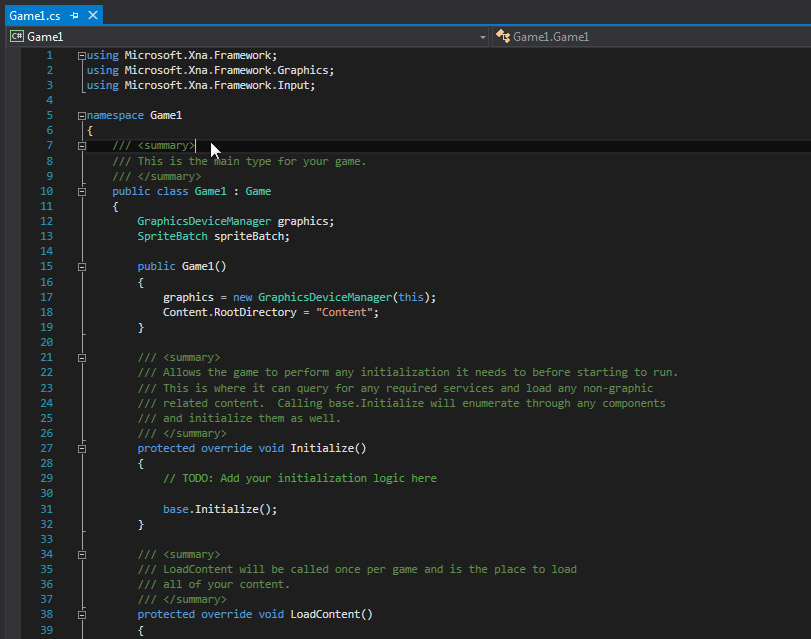 Game1.cs
C# Game1
Game1.Game1
1 using Microsoft.Xna.Framework;
2 using Microsoft.Xna.Framework.Graphics;
3 using Microsoft.Xna.Framework.Input;
4
5 namespace Game1
6 {
7 /// <summary>
8 /// This is the main type for your game.
9 /// </summary>
10 public class Game1 : Game
11 {
12 GraphicsDeviceManager graphics;
13 SpriteBatch spriteBatch;
14
15 public Game1()
16 {
17 graphics = new GraphicsDeviceManager(this);
18 Content.RootDirectory = "Content";
19 }
20
21 /// <summary>
22 /// Allows the game to perform any initialization it needs to before starting to run.
23 /// This is where it can query for any required services and load any non-graphic
24 /// related content.  Calling base.Initialize will enumerate through any components
25 /// and initialize them as well.
26 /// </summary>
27 protected override void Initialize()
28 {
29 // TODO: Add your initialization logic here
30
31 base.Initialize();
32 }
33
34 /// <summary>
35 /// LoadContent will be called once per game and is the place to load
36 /// all of your content.
37 /// </summary>
38 protected override void LoadContent()
39 {